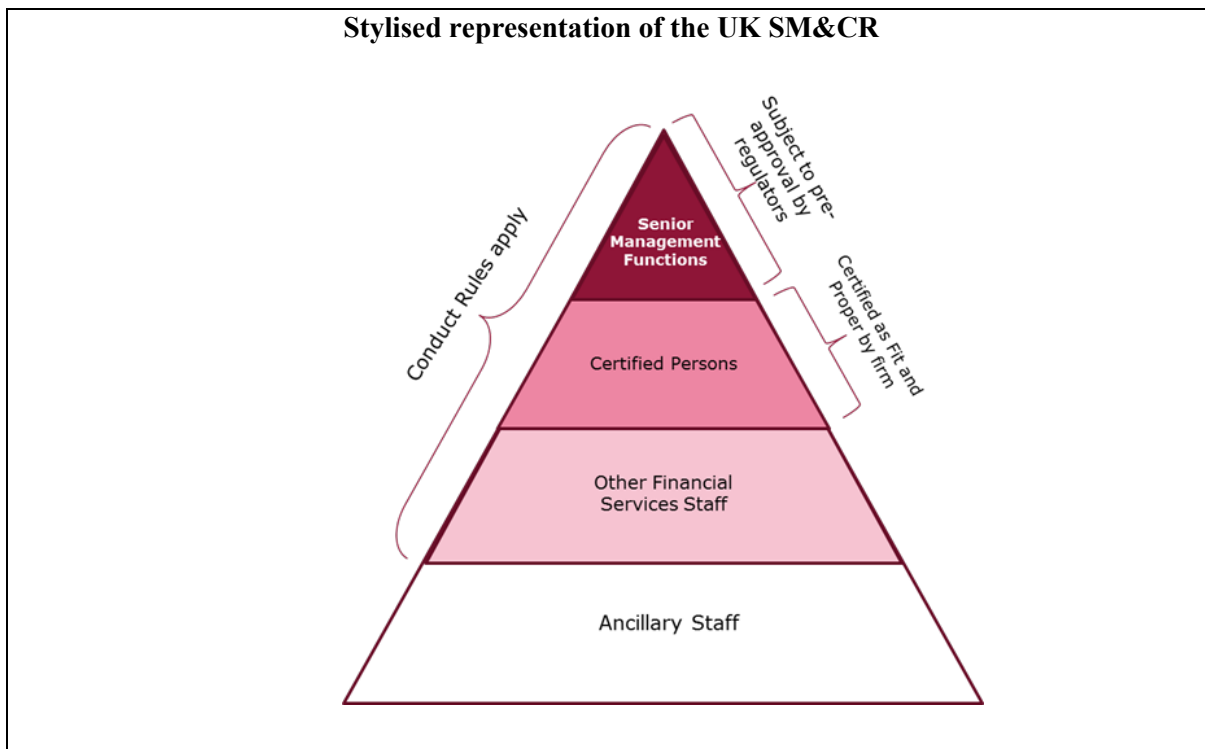 Stylised representation of the UK SM&CR
Subject to pre-
approval by
regulators
Senior
Management
Functions
Conduct Rules apply
Certified as Fit and
Proper by firm
Certified Persons
Other Financial
Services Staff
Ancillary Staff